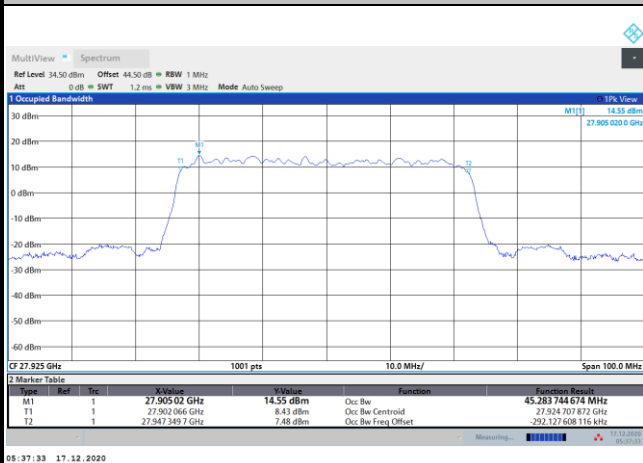 MultiView Spectrum
Ref Level 34.50 dBm Offset 44.50 dB RBW 1 MHz
Att 0 dB SWT 1.2 ms VBW 3 MHz Mode Auto Sweep
1 Occupied Bandwidth 1Pk View
M1[1] 14.55 dBm
27.905 020 0 GHz
30 dBm
20 dBm
M1
T1
T2
10 dBm
0 dBm
-10 dBm
-20 dBm
-30 dBm
-40 dBm
-50 dBm
-60 dBm
CF 27.925 GHz 1001 pts 10.0 MHz/ Span 100.0 MHz
2 Marker Table
Type Ref Trc X-Value Y-Value Function Function Result
M1 1 27.905 02 GHz 14.55 dBm Occ Bw 45.283 744 674 MHz
T1 1 27.902 066 GHz 8.43 dBm Occ Bw Centroid 27.924 707 872 GHz
T2 1 27.947 349 7 GHz 7.48 dBm Occ Bw Freq Offset -292.127 608 116 kHz
Measuring... 17.12.2020
05:37:33
05:37:33 17.12.2020